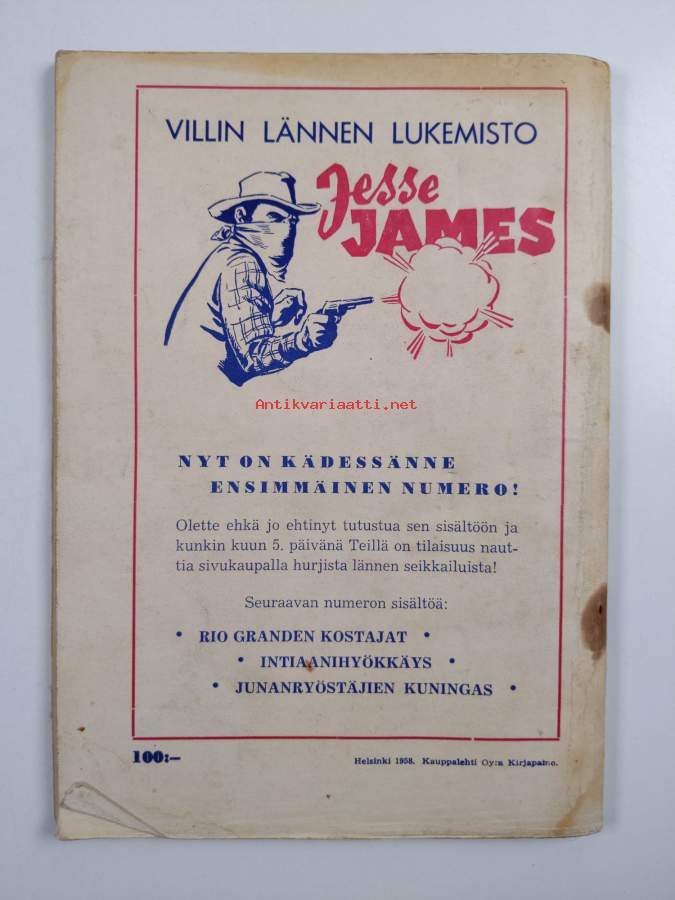 VILLIN LÄNNEN LUKEMISTO
Jesse
JAMES
Antikvariaatti.net
NYT ON KÄDESSÄNNE
ENSIMMÄINEN NUMERO!
Olette ehkä jo ehtinyt tutustua sen sisältöön ja
kunkin kuun 5. päivänä Teillä on tilaisuus naut-
tia sivukaupalla hurjista lännen seikkailuista!
Seuraavan numeron sisältöä:
• RIO GRANDEN KOSTAJAT •
• INTIAANIHYÖKKÄYS •
• JUNANRYÖSTÄJIEN KUNINGAS •
100:—
Helsinki 1958. Kauppalehti Oy:n Kirjapaino.